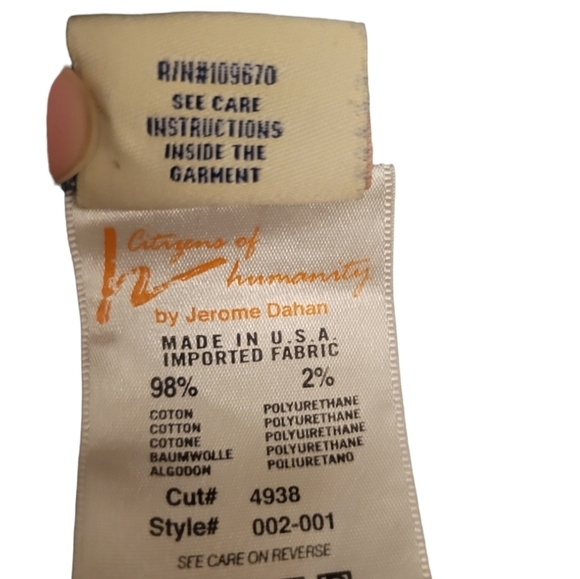 R/N#109670
SEE CARE
INSTRUCTIONS
INSIDE THE
GARMENT
Citizens of
humanity
by Jerome Dahan
MADE IN U.S.A.
IMPORTED FABRIC
98% 2%
COTON POLYURETHANE
COTTON POLYURETHANE
COTONE POLYUIRETHANE
BAUMWOLLE POLYURETHANE
ALGODON POLIURETANO
Cut# 4938
Style# 002-001
SEE CARE ON REVERSE